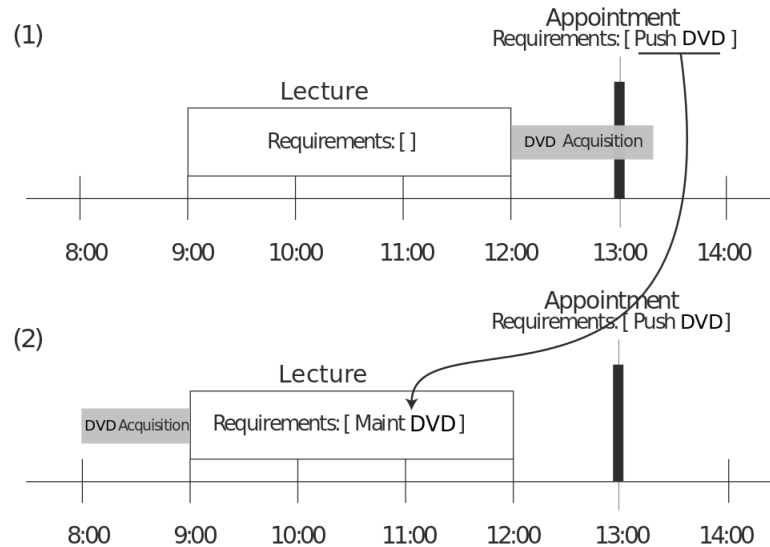 (1)
Appointment
Requirements: [ Push DVD ]
Lecture
Requirements: [ ]
DVD Acquisition
8:00 9:00 10:00 11:00 12:00 13:00 14:00
(2)
Appointment
Requirements: [ Push DVD]
Lecture
DVD Acquisition
Requirements: [ Maint DVD ]
8:00 9:00 10:00 11:00 12:00 13:00 14:00